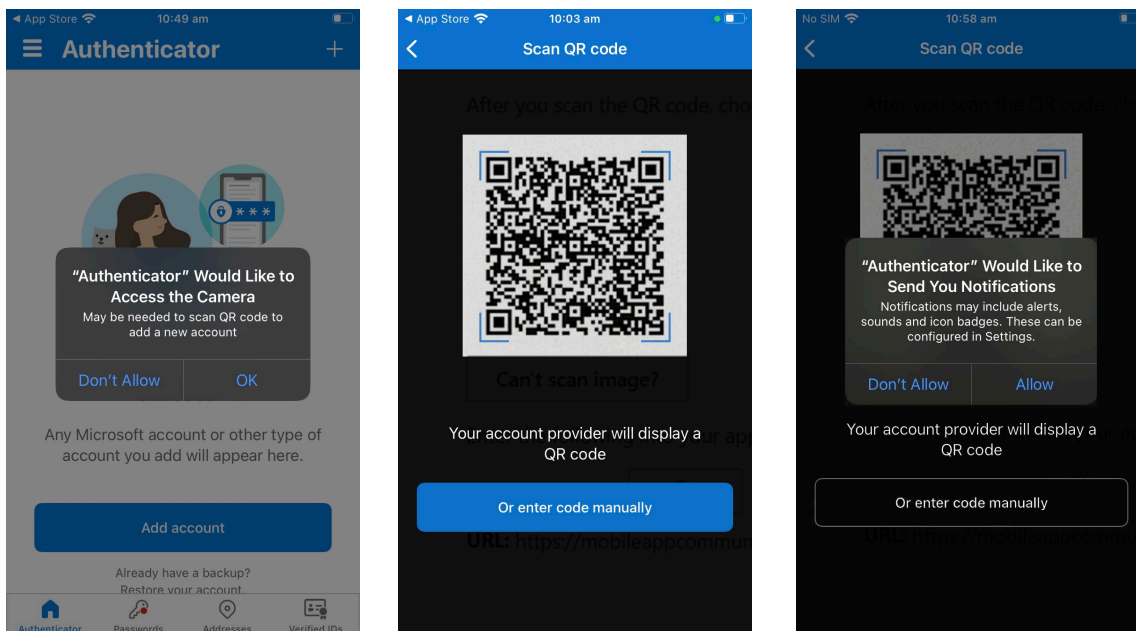 App Store
10:49 am
Authenticator
***
“Authenticator” Would Like to
Access the Camera
May be needed to scan QR code to
add a new account
Don’t Allow
OK
Any Microsoft account or other type of
account you add will appear here.
Add account
Already have a backup?
Restore your account.
Authenticator
Passwords
Addresses
Verified IDs
App Store
10:03 am
Scan QR code
After you scan the QR code, cho
Can't scan image?
Your account provider will display a
QR code
Or enter code manually
URL: https://mobileappcommun
No SIM
10:58 am
Scan QR code
After you scan the QR code, ch
“Authenticator” Would Like to
Send You Notifications
Notifications may include alerts,
sounds and icon badges. These can be
configured in Settings.
Don’t Allow
Allow
Your account provider will display a
QR code
Or enter code manually
URL: https://mobileappcommu